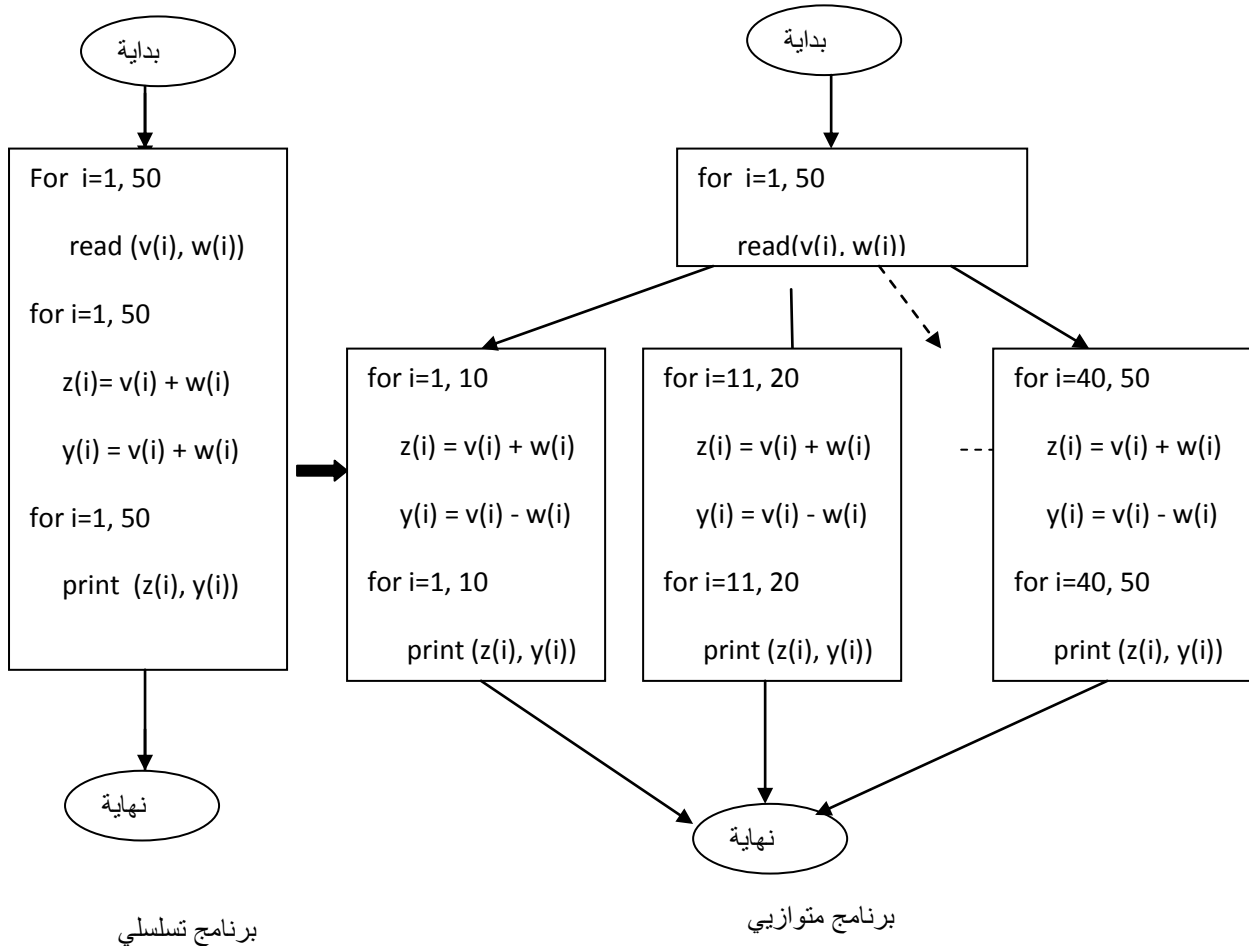 بداية
For i=1, 50
read (v(i), w(i))
for i=1, 50
z(i)= v(i) + w(i)
y(i) = v(i) + w(i)
for i=1, 50
print (z(i), y(i))
نهاية
برنامج تسلسلي
بداية
for i=1, 50
read(v(i), w(i))
for i=1, 10
z(i) = v(i) + w(i)
y(i) = v(i) - w(i)
for i=1, 10
print (z(i), y(i))
for i=11, 20
z(i) = v(i) + w(i)
y(i) = v(i) - w(i)
for i=11, 20
print (z(i), y(i))
for i=40, 50
z(i) = v(i) + w(i)
y(i) = v(i) - w(i)
for i=40, 50
print (z(i), y(i))
نهاية
برنامج متوازيي